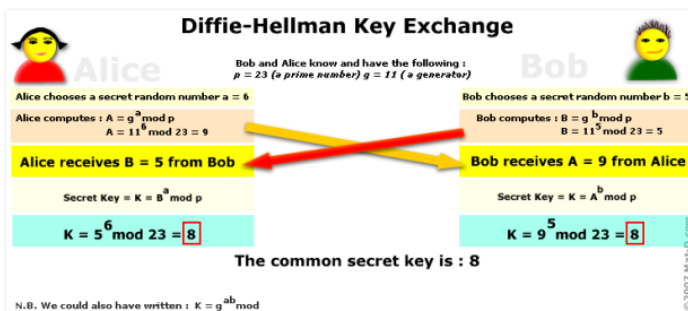 Diffie-Hellman Key Exchange
Alice
Bob
Bob and Alice know and have the following :
p = 23 (a prime number) g = 11 ( a generator)
Alice chooses a secret random number a = 6
Bob chooses a secret random number b = 5
Alice computes : A = g^a mod p
A = 11^6 mod 23 = 9
Bob computes : B = g^b mod p
B = 11^5 mod 23 = 5
Alice receives B = 5 from Bob
Bob receives A = 9 from Alice
Secret Key = K = B^a mod p
Secret Key = K = A^b mod p
K = 5^6 mod 23 = 8
K = 9^5 mod 23 = 8
The common secret key is : 8
N.B. We could also have written : K = g^ab mod